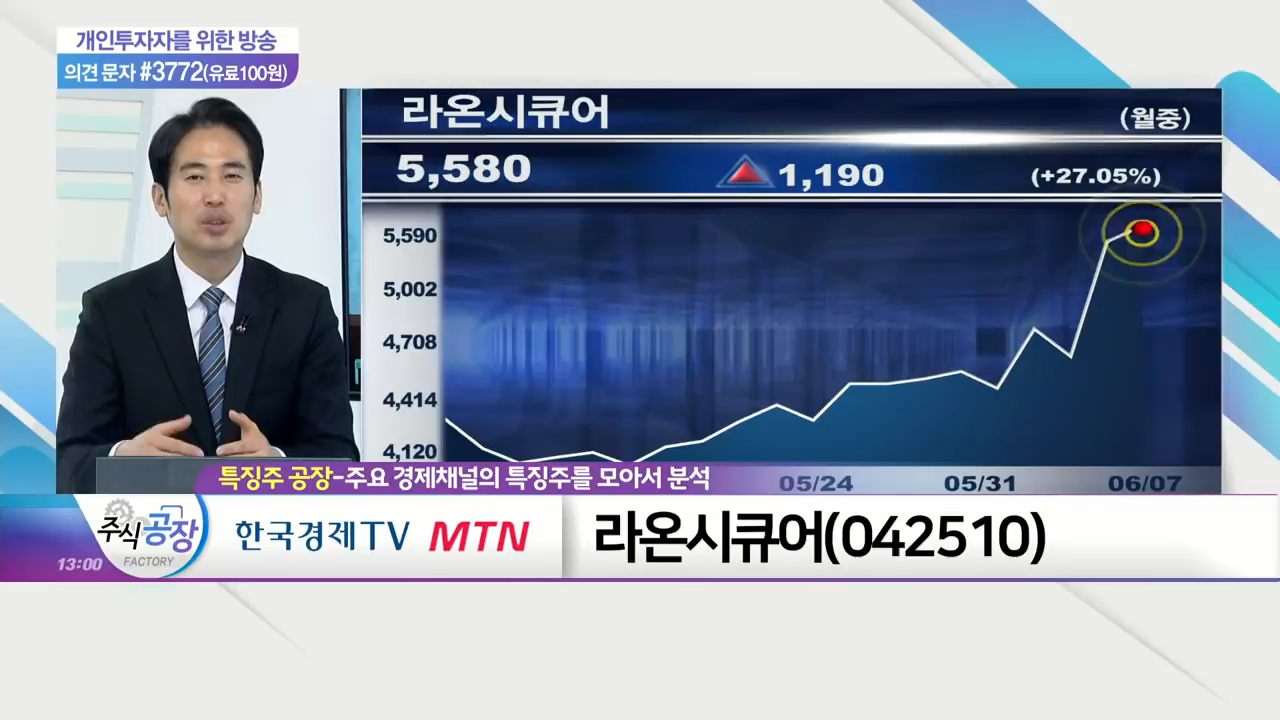 개인투자자를 위한 방송
의견 문자 #3772(유료100원)
라온시큐어
(월중)
5,580
1,190
(+27.05%)
5,590
5,002
4,708
4,414
4,120
05/24
05/31
06/07
특징주 공장-주요 경제채널의 특징주를 모아서 분석
13:00
주식공장
FACTORY
한국경제TV
MTN
라온시큐어(042510)